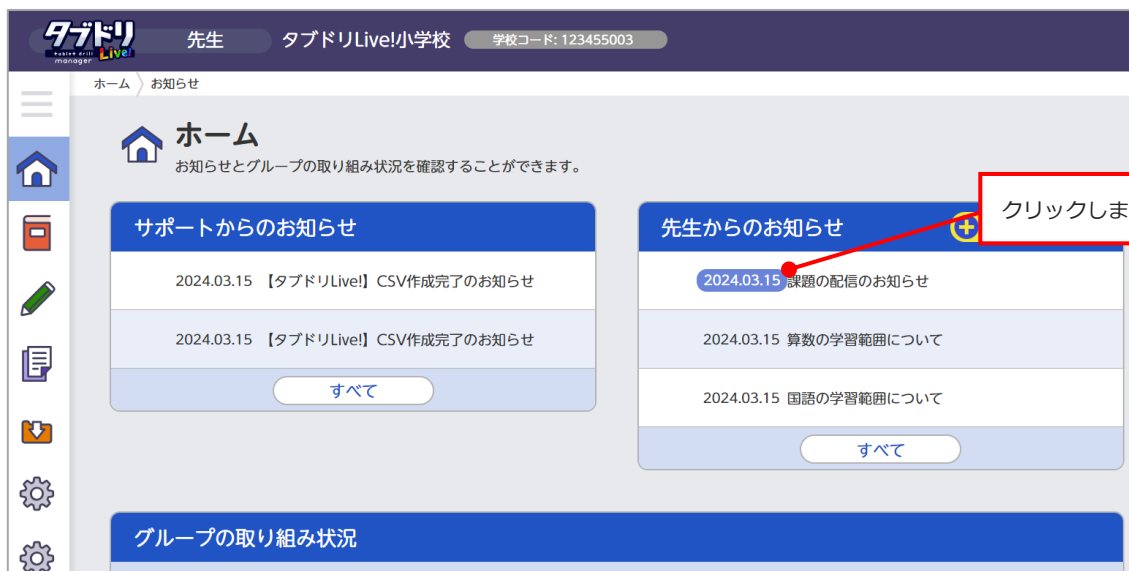 タブドリ
tablet drill
manager Live!
先生 タブドリLive!小学校 学校コード: 123455003
ホーム 〉 お知らせ
ホーム
お知らせとグループの取り組み状況を確認することができます。
サポートからのお知らせ
2024.03.15 【タブドリLive!】CSV作成完了のお知らせ
2024.03.15 【タブドリLive!】CSV作成完了のお知らせ
すべて
先生からのお知らせ
クリックしま
2024.03.15 課題の配信のお知らせ
2024.03.15 算数の学習範囲について
2024.03.15 国語の学習範囲について
すべて
グループの取り組み状況